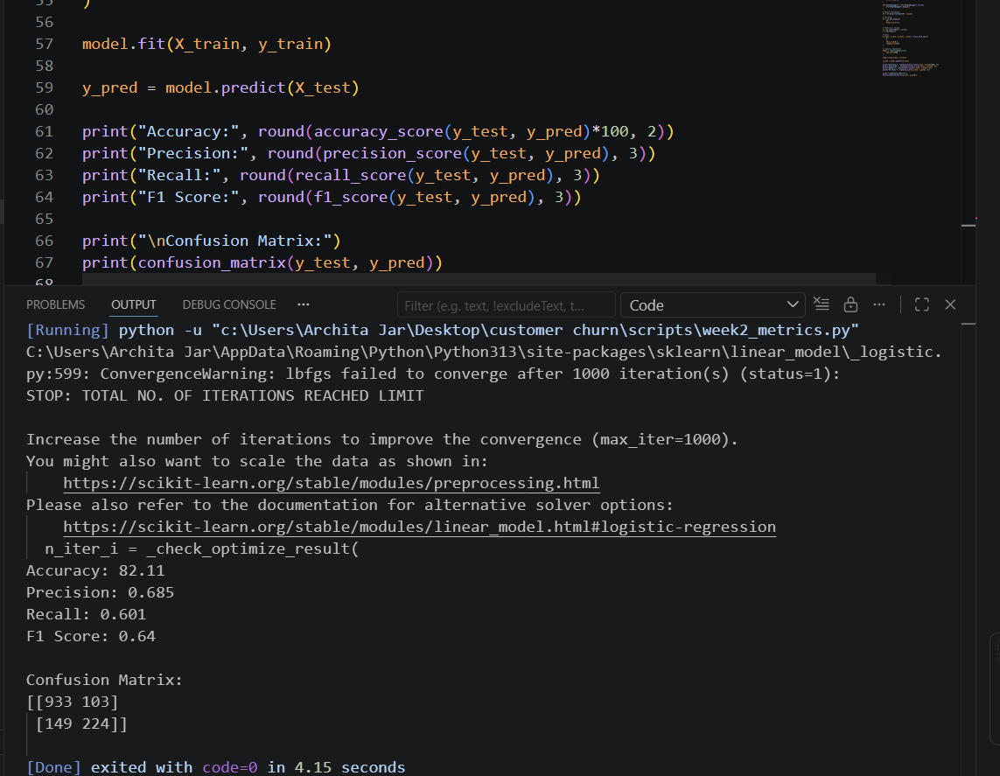 55 )
56
57 model.fit(X_train, y_train)
58
59 y_pred = model.predict(X_test)
60
61 print("Accuracy:", round(accuracy_score(y_test, y_pred)*100, 2))
62 print("Precision:", round(precision_score(y_test, y_pred), 3))
63 print("Recall:", round(recall_score(y_test, y_pred), 3))
64 print("F1 Score:", round(f1_score(y_test, y_pred), 3))
65
66 print("\nConfusion Matrix:")
67 print(confusion_matrix(y_test, y_pred))
68
PROBLEMS OUTPUT DEBUG CONSOLE ··· Filter (e.g. text, !excludeText, t... Code ···
[Running] python -u "c:\Users\Archita Jar\Desktop\customer churn\scripts\week2_metrics.py"
C:\Users\Archita Jar\AppData\Roaming\Python\Python313\site-packages\sklearn\linear_model\_logistic.
py:599: ConvergenceWarning: lbfgs failed to converge after 1000 iteration(s) (status=1):
STOP: TOTAL NO. OF ITERATIONS REACHED LIMIT
Increase the number of iterations to improve the convergence (max_iter=1000).
You might also want to scale the data as shown in:
https://scikit-learn.org/stable/modules/preprocessing.html
Please also refer to the documentation for alternative solver options:
https://scikit-learn.org/stable/modules/linear_model.html#logistic-regression
n_iter_i = _check_optimize_result(
Accuracy: 82.11
Precision: 0.685
Recall: 0.601
F1 Score: 0.64
Confusion Matrix:
[[933 103]
[149 224]]
[Done] exited with code=0 in 4.15 seconds